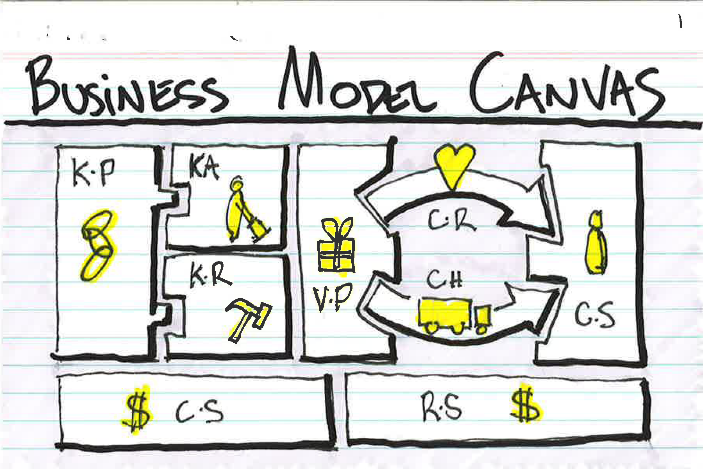 BUSINESS MODEL CANVAS
K·P
KA
K·R
V·P
C·R
CH
C·S
$ C·S
R·S $